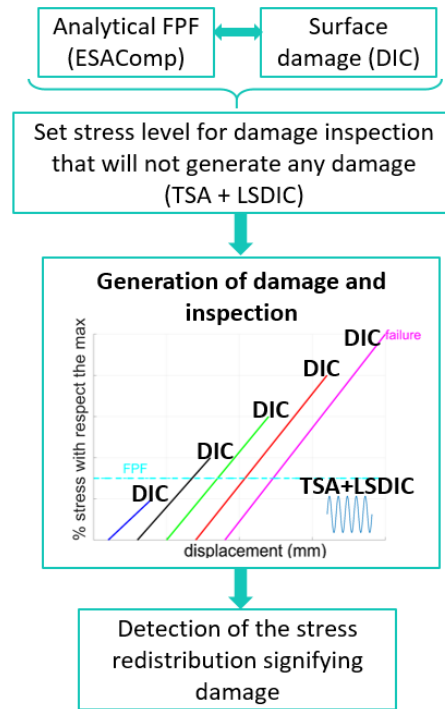 Analytical FPF
(ESAComp)
Surface
damage (DIC)
Set stress level for damage inspection
that will not generate any damage
(TSA + LSDIC)
Generation of damage and
inspection
% stress with respect the max
DIC
failure
DIC
DIC
DIC
FPF
DIC
TSA+LSDIC
displacement (mm)
Detection of the stress
redistribution signifying
damage